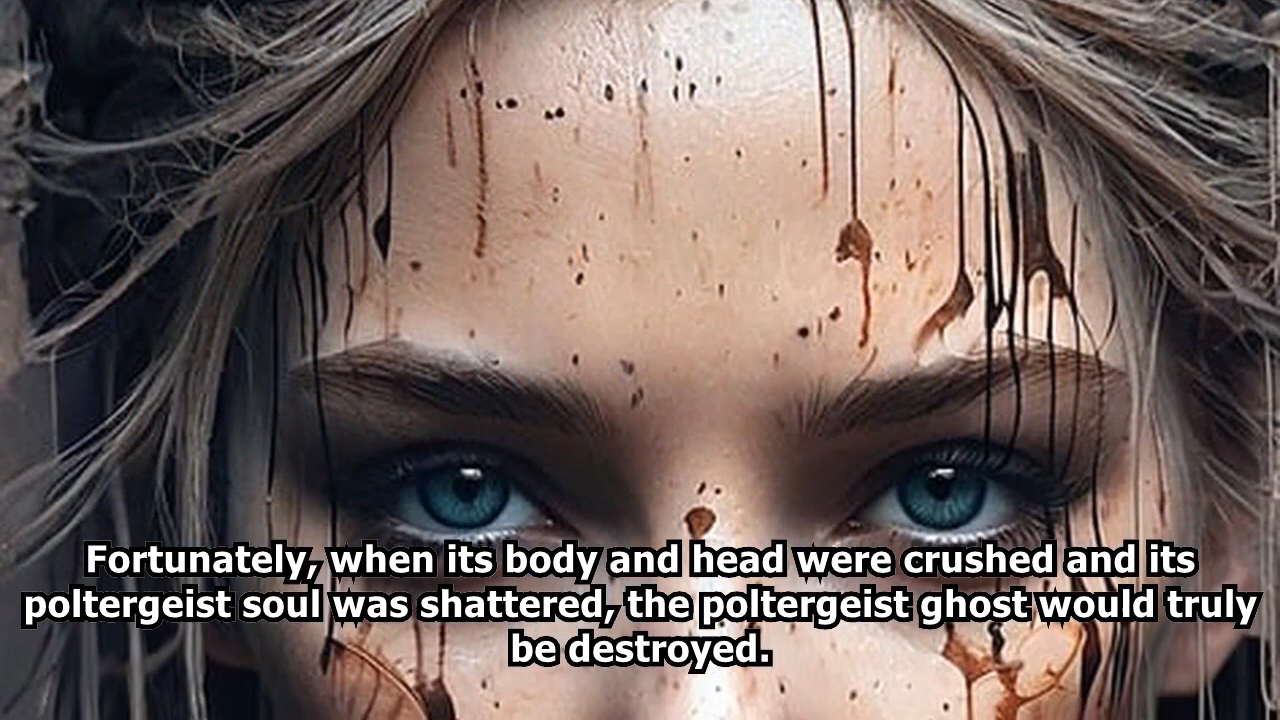 Fortunately, when its body and head were crushed and its
poltergeist soul was shattered, the poltergeist ghost would truly
be destroyed.